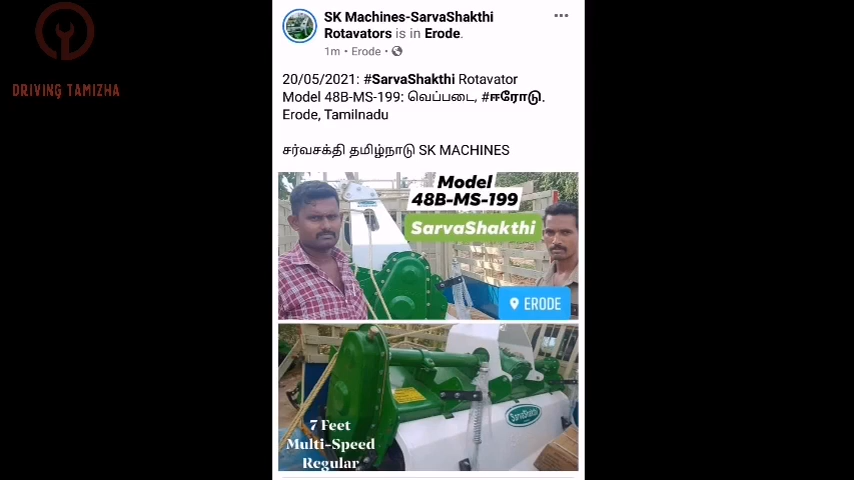 DRIVING TAMIZHA
SK Machines-SarvaShakthi
Rotavators is in Erode.
1m · Erode ·
20/05/2021: #SarvaShakthi Rotavator
Model 48B-MS-199: வெப்படை, #ஈரோடு.
Erode, Tamilnadu
சர்வசக்தி தமிழ்நாடு SK MACHINES
Model
48B-MS-199
SarvaShakthi
ERODE
SarvaShakthi
7 Feet
Multi-Speed
Regular